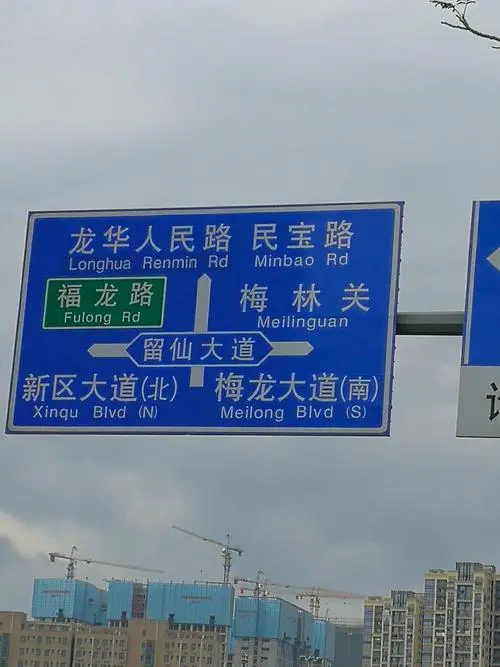 龙华人民路 民宝路
Longhua Renmin Rd Minbao Rd
福龙路
Fulong Rd
梅林关
Meilinguan
留仙大道
新区大道(北)
Xinqu Blvd (N)
梅龙大道(南)
Meilong Blvd (S)